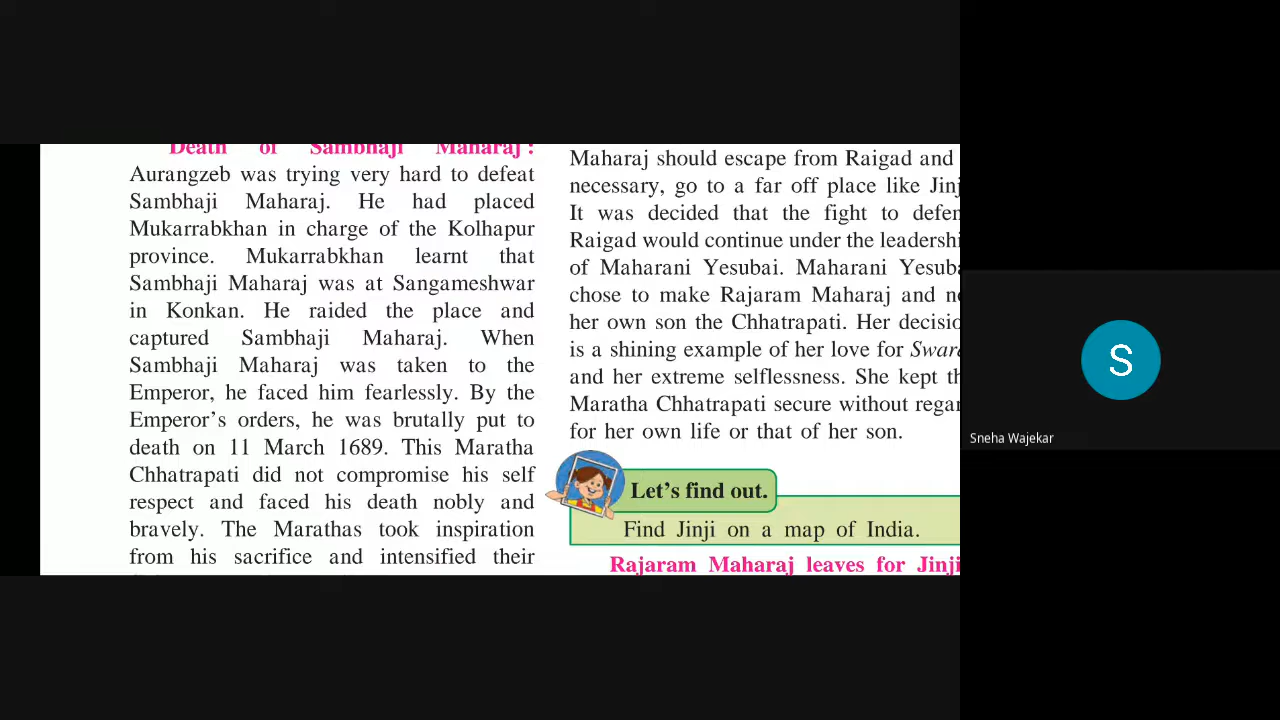 Death of Sambhaji Maharaj :
Aurangzeb was trying very hard to defeat
Sambhaji Maharaj. He had placed
Mukarrabkhan in charge of the Kolhapur
province. Mukarrabkhan learnt that
Sambhaji Maharaj was at Sangameshwar
in Konkan. He raided the place and
captured Sambhaji Maharaj. When
Sambhaji Maharaj was taken to the
Emperor, he faced him fearlessly. By the
Emperor's orders, he was brutally put to
death on 11 March 1689. This Maratha
Chhatrapati did not compromise his self
respect and faced his death nobly and
bravely. The Marathas took inspiration
from his sacrifice and intensified their
Maharaj should escape from Raigad and
necessary, go to a far off place like
It was decided that the fight to
Raigad would continue under the
of Maharani Yesubai. Maharani
chose to make Rajaram Maharaj and
her own son the Chhatrapati. Her
is a shining example of her love for
and her extreme selflessness. She kept
Maratha Chhatrapati secure without
for her own life or that of her son.
Let's find out.
Find Jinji on a map of India.
Rajaram Maharaj leaves for Jinji
S
Sneha Wajekar